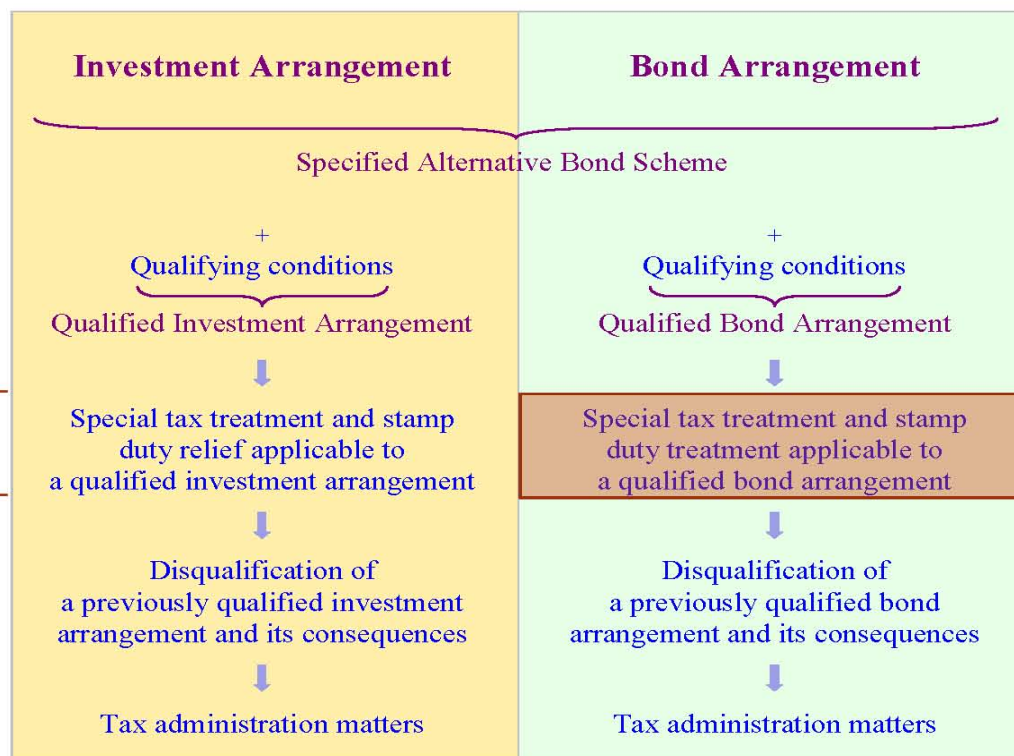 Investment Arrangement
Bond Arrangement
Specified Alternative Bond Scheme
+
Qualifying conditions
Qualified Investment Arrangement
Special tax treatment and stamp
duty relief applicable to
a qualified investment arrangement
Disqualification of
a previously qualified investment
arrangement and its consequences
Tax administration matters
+
Qualifying conditions
Qualified Bond Arrangement
Special tax treatment and stamp
duty treatment applicable to
a qualified bond arrangement
Disqualification of
a previously qualified bond
arrangement and its consequences
Tax administration matters